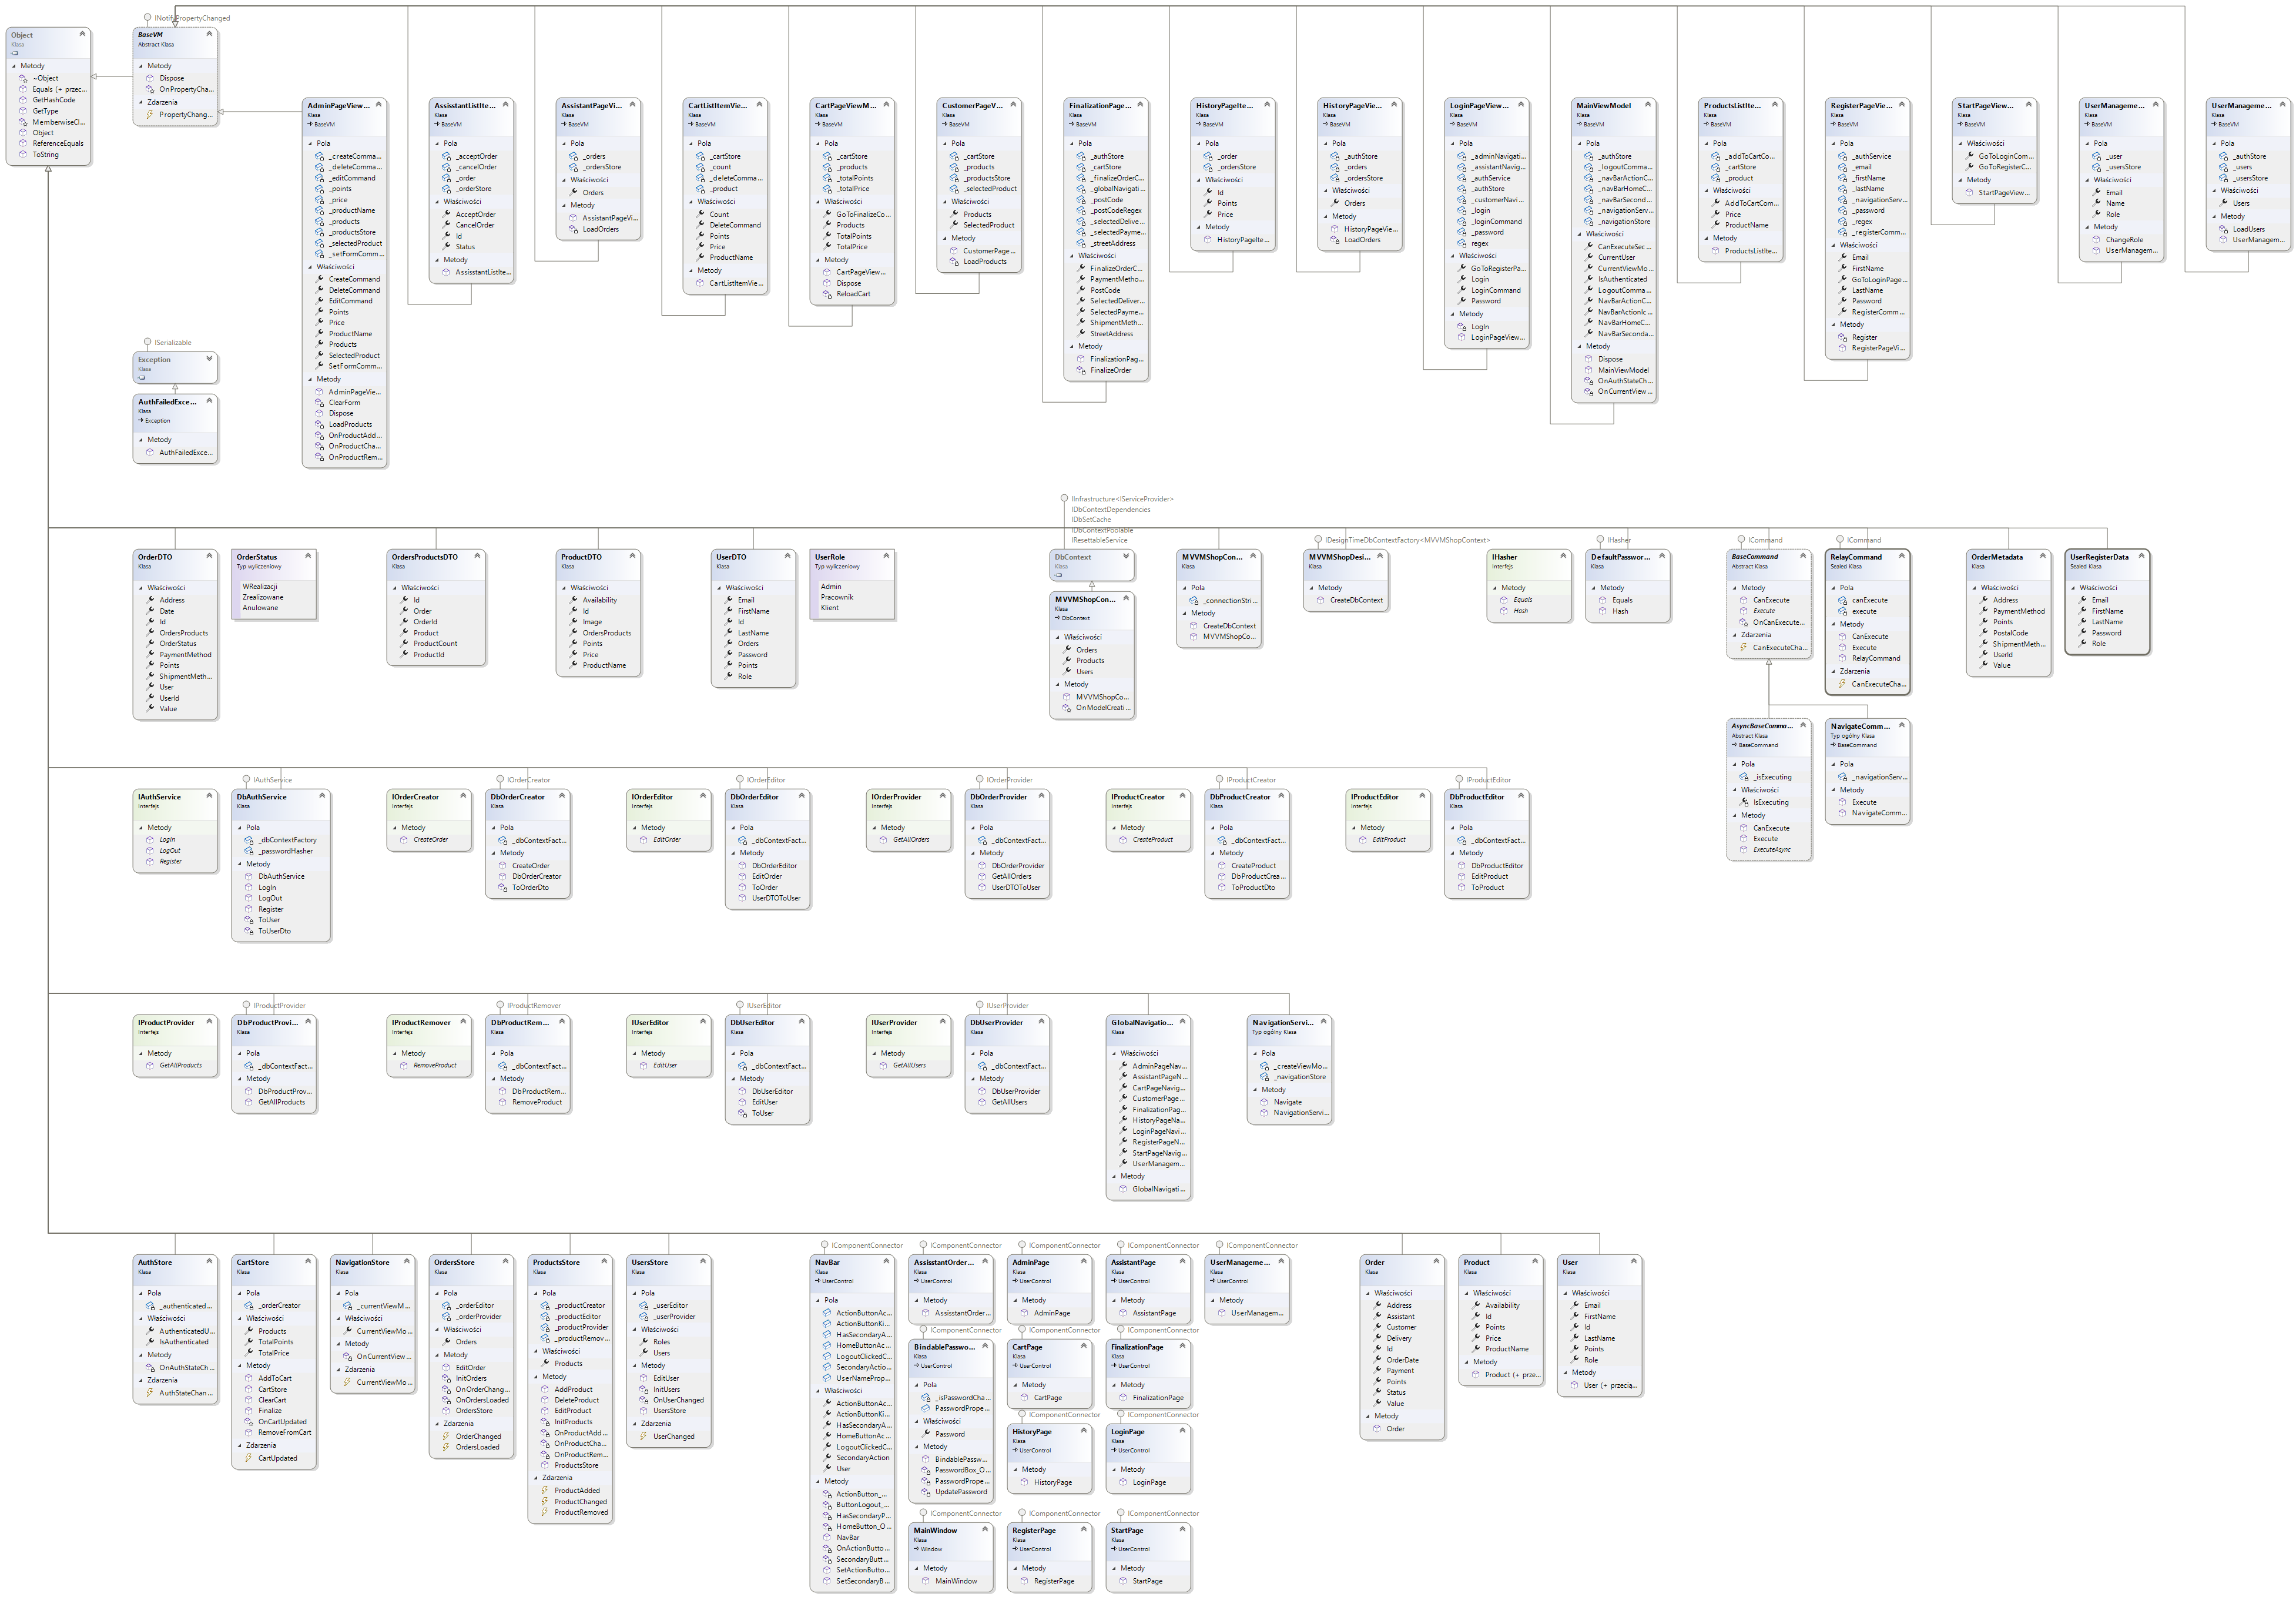 INotifyPropertyChanged
Object
Klasa
Metody
~Object
Equals (+ przec...
GetHashCode
GetType
MemberwiseCl...
Object
ReferenceEquals
ToString
BaseVM
Abstract Klasa
Metody
Dispose
OnPropertyCha...
Zdarzenia
PropertyChang...
AdminPageView...
Klasa
BaseVM
Pola
_createComma...
_deleteComma...
_editCommand
_points
_price
_productName
_products
_productsStore
_selectedProduct
_setFormComm...
Właściwości
CreateCommand
DeleteCommand
EditCommand
Points
Price
ProductName
Products
SelectedProduct
SetFormComm...
Metody
AdminPageVie...
ClearForm
Dispose
LoadProducts
OnProductAdd...
OnProductCha...
OnProductRem...
AssisstantListIte...
Klasa
BaseVM
Pola
_acceptOrder
_cancelOrder
_order
_orderStore
Właściwości
AcceptOrder
CancelOrder
Id
Status
Metody
AssisstantListIte...
AssistantPageVi...
Klasa
BaseVM
Pola
_orders
_ordersStore
Właściwości
Orders
Metody
AssistantPageVi...
LoadOrders
CartListItemVie...
Klasa
BaseVM
Pola
_cartStore
_count
_deleteComma...
_product
Właściwości
Count
DeleteCommand
Points
Price
ProductName
Metody
CartListItemVie...
CartPageViewM...
Klasa
BaseVM
Pola
_cartStore
_products
_totalPoints
_totalPrice
Właściwości
GoToFinalizeCo...
Products
TotalPoints
TotalPrice
Metody
CartPageView...
Dispose
ReloadCart
CustomerPageV...
Klasa
BaseVM
Pola
_cartStore
_products
_productsStore
_selectedProduct
Właściwości
Products
SelectedProduct
Metody
CustomerPage...
LoadProducts
FinalizationPage...
Klasa
BaseVM
Pola
_authStore
_cartStore
_finalizeOrderC...
_globalNavigati...
_postCode
_postCodeRegex
_selectedDelive...
_selectedPayme...
_streetAddress
Właściwości
FinalizeOrderC...
PaymentMetho...
PostCode
SelectedDeliver...
SelectedPayme...
ShipmentMeth...
StreetAddress
Metody
FinalizationPag...
FinalizeOrder
HistoryPageIte...
Klasa
BaseVM
Pola
_order
_ordersStore
Właściwości
Id
Points
Price
Metody
HistoryPageIte...
HistoryPageVie...
Klasa
BaseVM
Pola
_authStore
_orders
_ordersStore
Właściwości
Orders
Metody
HistoryPageVie...
LoadOrders
LoginPageView...
Klasa
BaseVM
Pola
_adminNavigati...
_assistantNavig...
_authService
_authStore
_customerNavi...
_login
_loginCommand
_password
regex
Właściwości
GoToRegisterPa...
Login
LoginCommand
Password
Metody
LogIn
LoginPageView...
MainViewModel
Klasa
BaseVM
Pola
_authStore
_logoutComma...
_navBarActionC...
_navBarHomeC...
_navBarSecond...
_navigationServ...
_navigationStore
Właściwości
CanExecuteSec...
CurrentUser
CurrentViewMo...
IsAuthenticated
LogoutComma...
NavBarActionC...
NavBarActionIc...
NavBarHomeC...
NavBarSeconda...
Metody
Dispose
MainViewModel
OnAuthStateCh...
OnCurrentView...
ProductsListIte...
Klasa
BaseVM
Pola
_addToCartCo...
_cartStore
_product
Właściwości
AddToCartCom...
Price
ProductName
Metody
ProductsListIte...
RegisterPageVi...
Klasa
BaseVM
Pola
_authService
_email
_firstName
_lastName
_navigationServ...
_password
_regex
_registerComm...
Właściwości
Email
FirstName
GoToLoginPage...
LastName
Password
RegisterComm...
Metody
Register
RegisterPageVi...
StartPageView...
Klasa
BaseVM
Właściwości
GoToLoginCom...
GoToRegisterC...
Metody
StartPageView...
UserManageme...
Klasa
BaseVM
Pola
_user
_usersStore
Właściwości
Email
Name
Role
Metody
ChangeRole
UserManagem...
UserManageme...
Klasa
BaseVM
Pola
_authStore
_users
_usersStore
Właściwości
Users
Metody
LoadUsers
UserManagem...
ISerializable
Exception
Klasa
AuthFailedExce...
Klasa
Exception
Metody
AuthFailedExce...
OrderDTO
Klasa
Właściwości
Address
Date
Id
OrdersProducts
OrderStatus
PaymentMethod
Points
ShipmentMeth...
User
UserId
Value
OrderStatus
Typ wyliczeniowy
WRealizacji
Zrealizowane
Anulowane
OrdersProductsDTO
Klasa
Właściwości
Id
Order
OrderId
Product
ProductCount
ProductId
ProductDTO
Klasa
Właściwości
Availability
Id
Image
OrdersProducts
Points
Price
ProductName
UserDTO
Klasa
Właściwości
Email
FirstName
Id
LastName
Orders
Password
Points
Role
UserRole
Typ wyliczeniowy
Admin
Pracownik
Klient
IInfrastructure<IServiceProvider>
IDbContextDependencies
IDbSetCache
IDbContextPoolable
IResettableService
DbContext
Klasa
MVVMShopCon...
Klasa
DbContext
Właściwości
Orders
Products
Users
Metody
MVVMShopCo...
OnModelCreati...
MVVMShopCon...
Klasa
Pola
_connectionStri...
Metody
CreateDbContext
MVVMShopCo...
IDesignTimeDbContextFactory<MVVMShopContext>
MVVMShopDesi...
Klasa
Metody
CreateDbContext
IHasher
Interfejs
Metody
Equals
Hash
IHasher
DefaultPasswor...
Klasa
Metody
Equals
Hash
ICommand
BaseCommand
Abstract Klasa
Metody
CanExecute
Execute
OnCanExecute...
Zdarzenia
CanExecuteCha...
ICommand
RelayCommand
Sealed Klasa
Pola
canExecute
execute
Metody
CanExecute
Execute
RelayCommand
Zdarzenia
CanExecuteCha...
OrderMetadata
Klasa
Właściwości
Address
PaymentMethod
Points
PostalCode
ShipmentMeth...
UserId
Value
UserRegisterData
Sealed Klasa
Właściwości
Email
FirstName
LastName
Password
Role
AsyncBaseComma...
Abstract Klasa
BaseCommand
Pola
_isExecuting
Właściwości
IsExecuting
Metody
CanExecute
Execute
ExecuteAsync
NavigateComm...
Typ ogólny Klasa
BaseCommand
Pola
_navigationServ...
Metody
Execute
NavigateComm...
IAuthService
Interfejs
Metody
LogIn
LogOut
Register
IAuthService
DbAuthService
Klasa
Pola
_dbContextFactory
_passwordHasher
Metody
DbAuthService
LogIn
LogOut
Register
ToUser
ToUserDto
IOrderCreator
Interfejs
Metody
CreateOrder
IOrderCreator
DbOrderCreator
Klasa
Pola
_dbContextFact...
Metody
CreateOrder
DbOrderCreator
ToOrderDto
IOrderEditor
Interfejs
Metody
EditOrder
IOrderEditor
DbOrderEditor
Klasa
Pola
_dbContextFact...
Metody
DbOrderEditor
EditOrder
ToOrder
UserDTOToUser
IOrderProvider
Interfejs
Metody
GetAllOrders
IOrderProvider
DbOrderProvider
Klasa
Pola
_dbContextFact...
Metody
DbOrderProvider
GetAllOrders
UserDTOToUser
IProductCreator
Interfejs
Metody
CreateProduct
IProductCreator
DbProductCreator
Klasa
Pola
_dbContextFact...
Metody
CreateProduct
DbProductCrea...
ToProductDto
IProductEditor
Interfejs
Metody
EditProduct
IProductEditor
DbProductEditor
Klasa
Pola
_dbContextFact...
Metody
DbProductEditor
EditProduct
ToProduct
IProductProvider
Interfejs
Metody
GetAllProducts
IProductProvider
DbProductProvi...
Klasa
Pola
_dbContextFact...
Metody
DbProductProv...
GetAllProducts
IProductRemover
Interfejs
Metody
RemoveProduct
IProductRemover
DbProductRem...
Klasa
Pola
_dbContextFact...
Metody
DbProductRem...
RemoveProduct
IUserEditor
Interfejs
Metody
EditUser
IUserEditor
DbUserEditor
Klasa
Pola
_dbContextFact...
Metody
DbUserEditor
EditUser
ToUser
IUserProvider
Interfejs
Metody
GetAllUsers
IUserProvider
DbUserProvider
Klasa
Pola
_dbContextFact...
Metody
DbUserProvider
GetAllUsers
GlobalNavigatio...
Klasa
Właściwości
AdminPageNav...
AssistantPageN...
CartPageNavig...
CustomerPage...
FinalizationPag...
HistoryPageNa...
LoginPageNavi...
RegisterPageN...
StartPageNavig...
UserManagem...
Metody
GlobalNavigati...
NavigationServi...
Typ ogólny Klasa
Pola
_createViewMo...
_navigationStore
Metody
Navigate
NavigationServi...
AuthStore
Klasa
Pola
_authenticated...
Właściwości
AuthenticatedU...
IsAuthenticated
Metody
OnAuthStateCh...
Zdarzenia
AuthStateChan...
CartStore
Klasa
Pola
_orderCreator
Właściwości
Products
TotalPoints
TotalPrice
Metody
AddToCart
CartStore
ClearCart
Finalize
OnCartUpdated
RemoveFromCart
Zdarzenia
CartUpdated
NavigationStore
Klasa
Pola
_currentViewM...
Właściwości
CurrentViewMo...
Metody
OnCurrentView...
Zdarzenia
CurrentViewMo...
OrdersStore
Klasa
Pola
_orderEditor
_orderProvider
Właściwości
Orders
Metody
EditOrder
InitOrders
OnOrderChang...
OnOrdersLoaded
OrdersStore
Zdarzenia
OrderChanged
OrdersLoaded
ProductsStore
Klasa
Pola
_productCreator
_productEditor
_productProvider
_productRemov...
Właściwości
Products
Metody
AddProduct
DeleteProduct
EditProduct
InitProducts
OnProductAdd...
OnProductCha...
OnProductRem...
ProductsStore
Zdarzenia
ProductAdded
ProductChanged
ProductRemoved
UsersStore
Klasa
Pola
_userEditor
_userProvider
Właściwości
Roles
Users
Metody
EditUser
InitUsers
OnUserChanged
UsersStore
Zdarzenia
UserChanged
IComponentConnector
NavBar
Klasa
UserControl
Pola
ActionButtonAc...
ActionButtonKi...
HasSecondaryA...
HomeButtonAc...
LogoutClickedC...
SecondaryActio...
UserNameProp...
Właściwości
ActionButtonAc...
ActionButtonKi...
HasSecondaryA...
HomeButtonAc...
LogoutClickedC...
SecondaryAction
User
Metody
ActionButton_...
ButtonLogout_...
HasSecondaryP...
HomeButton_O...
NavBar
OnActionButto...
SecondaryButt...
SetActionButto...
SetSecondaryB...
IComponentConnector
AssisstantOrder...
Klasa
UserControl
Metody
AssisstantOrder...
IComponentConnector
AdminPage
Klasa
UserControl
Metody
AdminPage
IComponentConnector
AssistantPage
Klasa
UserControl
Metody
AssistantPage
IComponentConnector
UserManageme...
Klasa
UserControl
Metody
UserManagem...
IComponentConnector
BindablePasswo...
Klasa
UserControl
Pola
_isPasswordCha...
PasswordPrope...
Właściwości
Password
Metody
BindablePassw...
PasswordBox_O...
PasswordPrope...
UpdatePassword
IComponentConnector
CartPage
Klasa
UserControl
Metody
CartPage
IComponentConnector
FinalizationPage
Klasa
UserControl
Metody
FinalizationPage
IComponentConnector
HistoryPage
Klasa
UserControl
Metody
HistoryPage
IComponentConnector
LoginPage
Klasa
UserControl
Metody
LoginPage
IComponentConnector
MainWindow
Klasa
Window
Metody
MainWindow
IComponentConnector
RegisterPage
Klasa
UserControl
Metody
RegisterPage
IComponentConnector
StartPage
Klasa
UserControl
Metody
StartPage
Order
Klasa
Właściwości
Address
Assistant
Customer
Delivery
Id
OrderDate
Payment
Points
Status
Value
Metody
Order
Product
Klasa
Właściwości
Availability
Id
Points
Price
ProductName
Metody
Product (+ prze...
User
Klasa
Właściwości
Email
FirstName
Id
LastName
Points
Role
Metody
User (+ przecią...